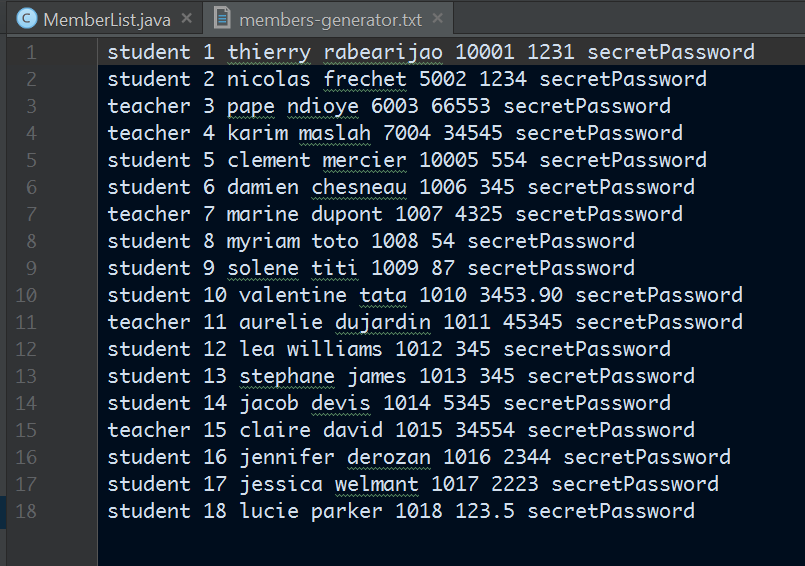 MemberList.java × members-generator.txt ×
1 student 1 thierry rabearijao 10001 1231 secretPassword
2 student 2 nicolas frechet 5002 1234 secretPassword
3 teacher 3 pape ndioye 6003 66553 secretPassword
4 teacher 4 karim maslah 7004 34545 secretPassword
5 student 5 clement mercier 10005 554 secretPassword
6 student 6 damien chesneau 1006 345 secretPassword
7 teacher 7 marine dupont 1007 4325 secretPassword
8 student 8 myriam toto 1008 54 secretPassword
9 student 9 solene titi 1009 87 secretPassword
10 student 10 valentine tata 1010 3453.90 secretPassword
11 teacher 11 aurelie dujardin 1011 45345 secretPassword
12 student 12 lea williams 1012 345 secretPassword
13 student 13 stephane james 1013 345 secretPassword
14 student 14 jacob devis 1014 5345 secretPassword
15 teacher 15 claire david 1015 34554 secretPassword
16 student 16 jennifer derozan 1016 2344 secretPassword
17 student 17 jessica welmant 1017 2223 secretPassword
18 student 18 lucie parker 1018 123.5 secretPassword